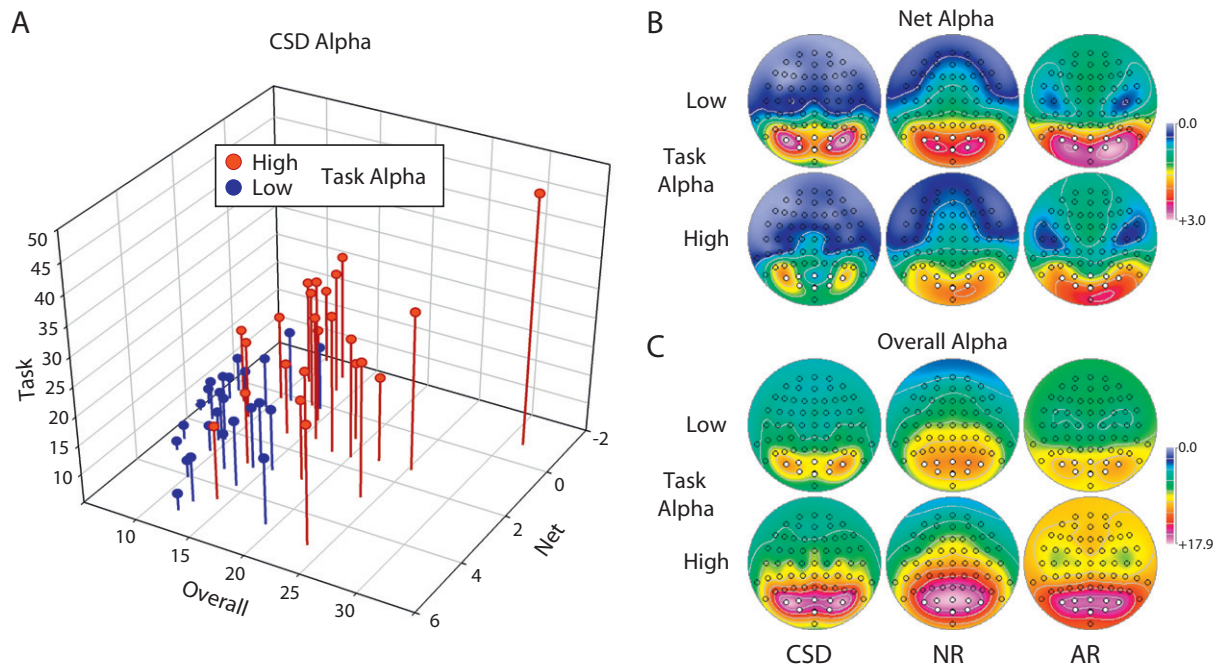 A
CSD Alpha
High
Low
Task Alpha
50
45
40
35
30
25
20
15
10
Task
10
15
20
25
30
Overall
-2
0
2
4
6
Net
B
Net Alpha
Low
Task
Alpha
High
0.0
+3.0
C
Overall Alpha
Low
Task
Alpha
High
0.0
+17.9
CSD NR AR